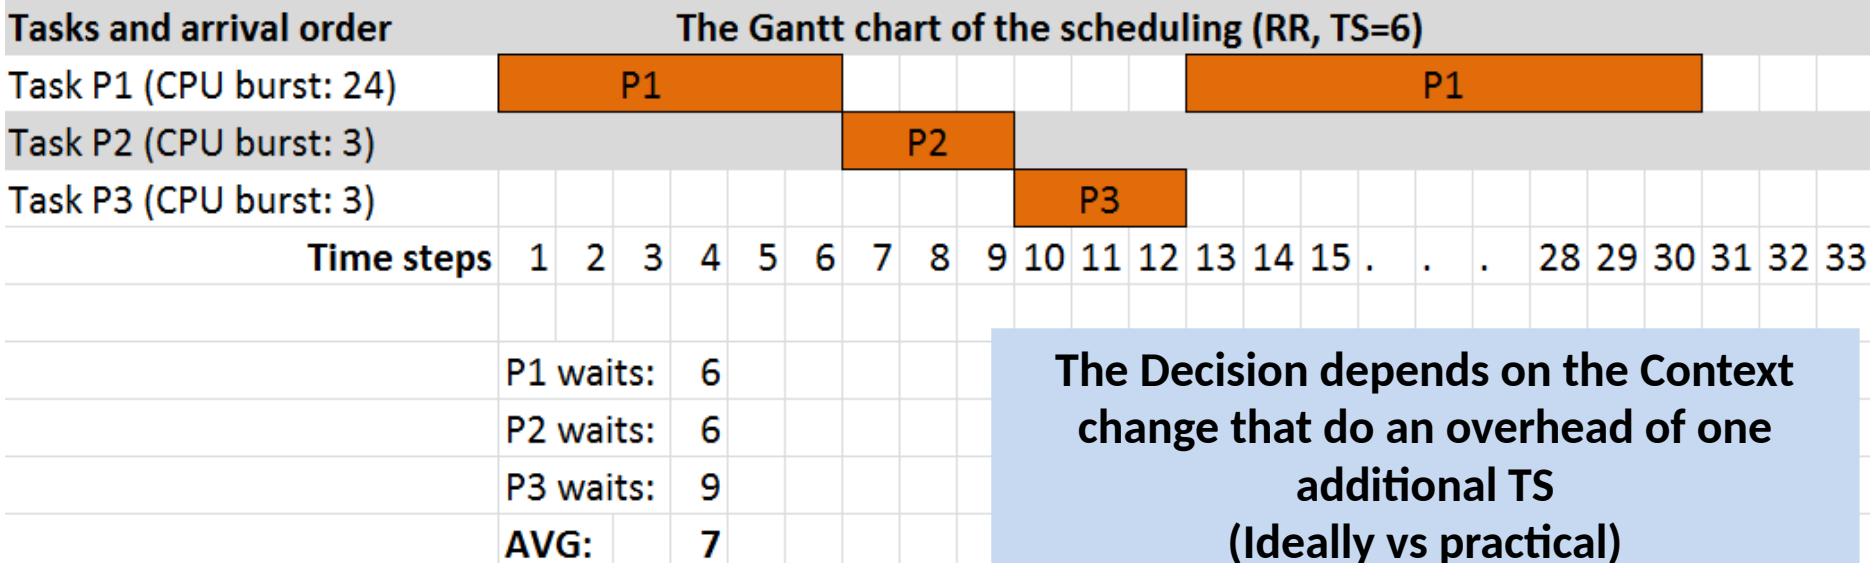 Tasks and arrival order The Gantt chart of the scheduling (RR, TS=6)
Task P1 (CPU burst: 24) P1 P1
Task P2 (CPU burst: 3) P2
Task P3 (CPU burst: 3) P3
Time steps 1 2 3 4 5 6 7 8 9 10 11 12 13 14 15 . . . 28 29 30 31 32 33
P1 waits: 6
P2 waits: 6
P3 waits: 9
AVG: 7
The Decision depends on the Context
change that do an overhead of one
additional TS
(Ideally vs practical)